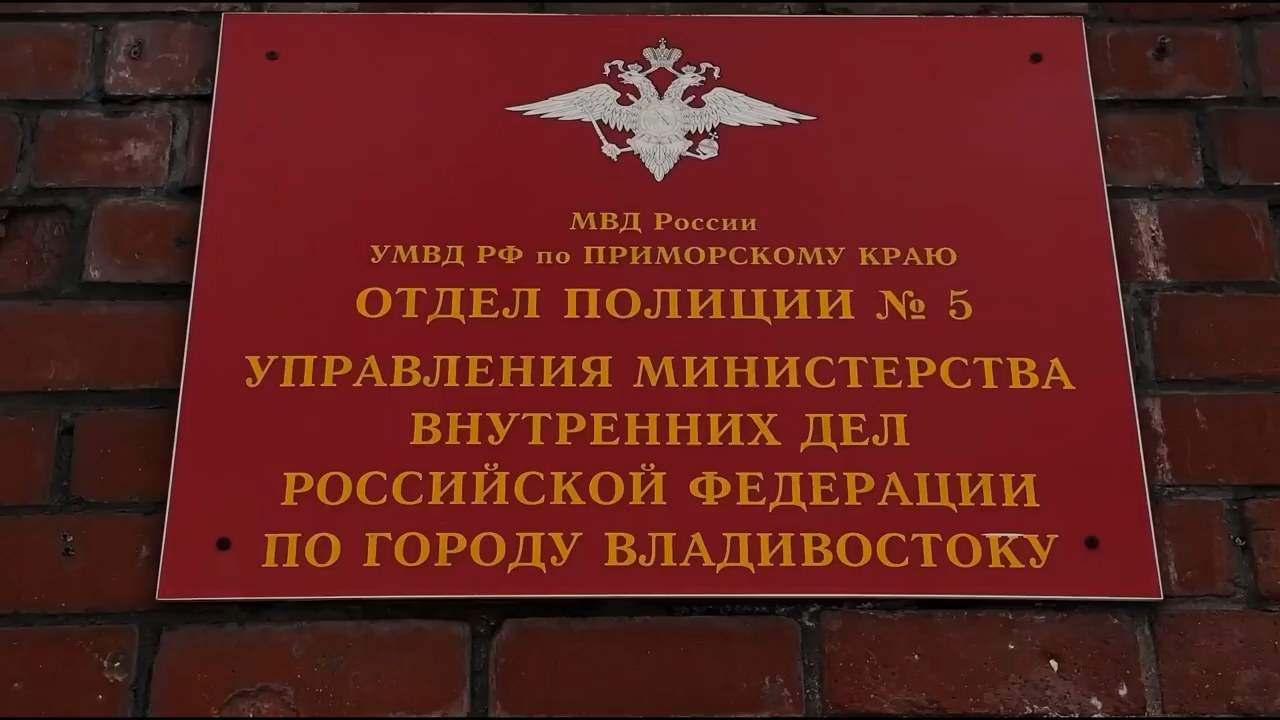 МВД России
УМВД РФ по ПРИМОРСКОМУ КРАЮ
ОТДЕЛ ПОЛИЦИИ № 5
УПРАВЛЕНИЯ МИНИСТЕРСТВА
ВНУТРЕННИХ ДЕЛ
РОССИЙСКОЙ ФЕДЕРАЦИИ
ПО ГОРОДУ ВЛАДИВОСТОКУ